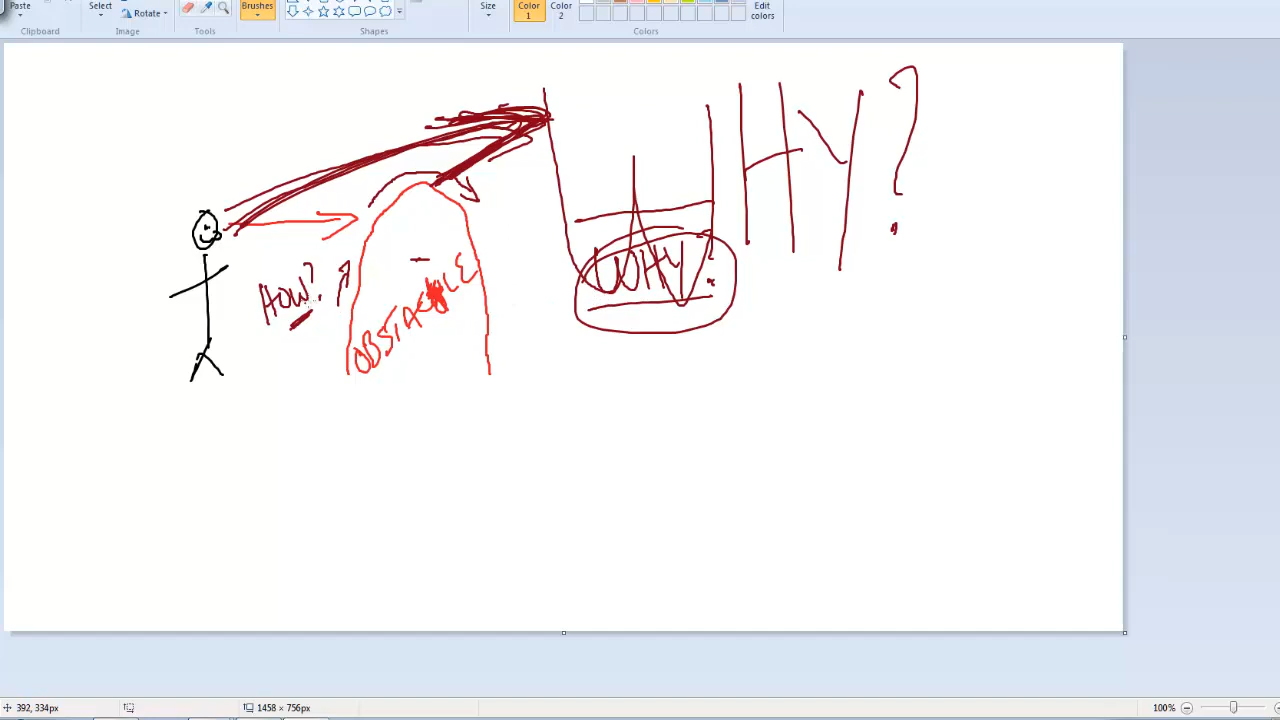 Paste
Select
Rotate
Brushes
Size
Color
1
Color
2
Edit
colors
Clipboard
Image
Tools
Shapes
Colors
WHY?
WHY?
HOW?
OBSTACLE
392, 334px
1458 × 756px
100%